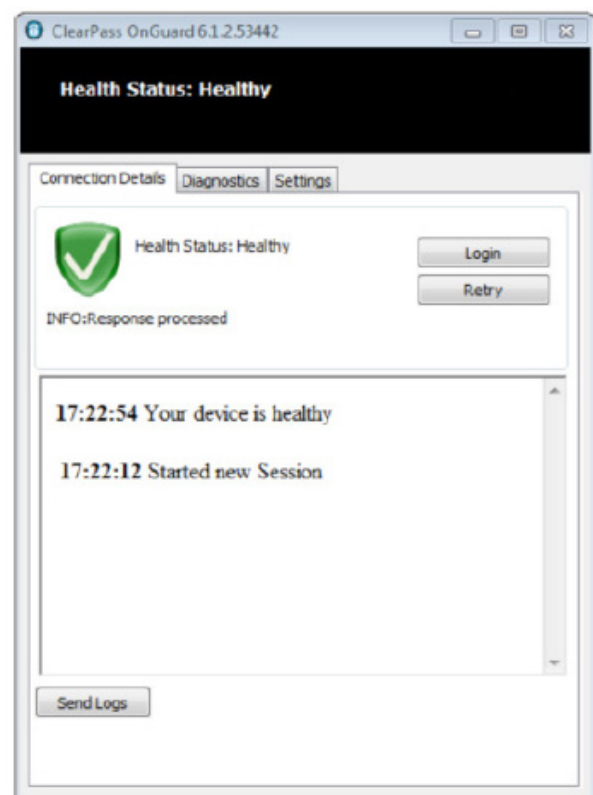 ClearPass OnGuard 6.1.2.53442
Health Status: Healthy
Connection Details Diagnostics Settings
Health Status: Healthy
Login
Retry
INFO:Response processed
17:22:54 Your device is healthy
17:22:12 Started new Session
Send Logs